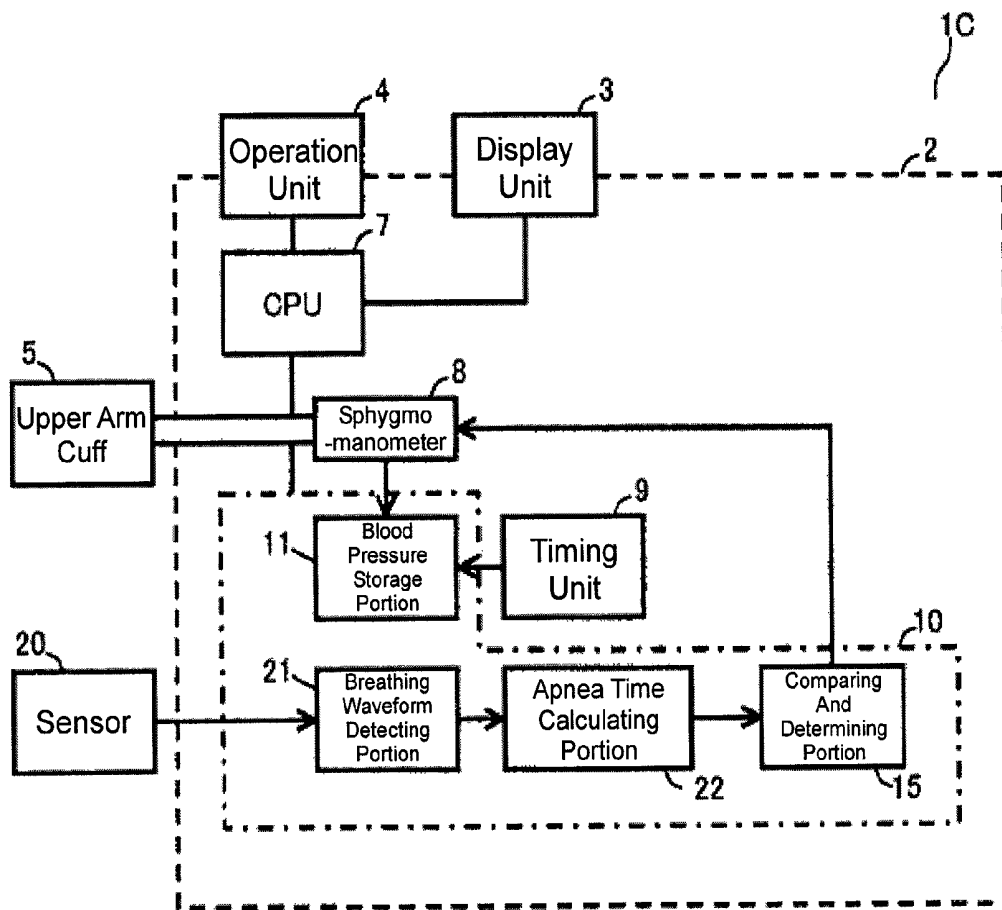 1C
4
3
Operation
Unit
Display
Unit
2
7
CPU
5
Upper Arm
Cuff
8
Sphygmo
-manometer
9
11
Blood
Pressure
Storage
Portion
Timing
Unit
10
20
Sensor
21
Breathing
Waveform
Detecting
Portion
Apnea Time
Calculating
Portion
22
Comparing
And
Determining
Portion
15